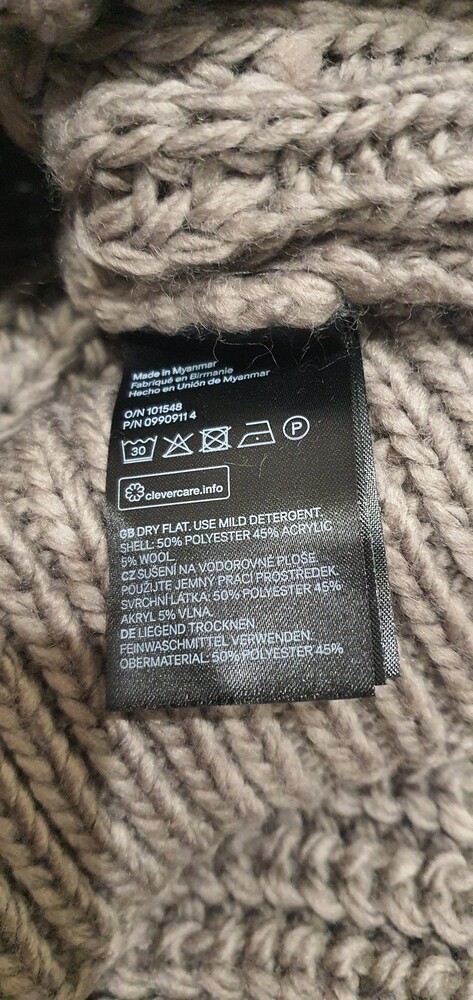 Made in Myanmar
Fabriqué en Birmanie
Hecho en Unión de Myanmar
O/N 101548
P/N 0990911 4
30 P
clevercare.info
GB DRY FLAT. USE MILD DETERGENT.
SHELL: 50% POLYESTER 45% ACRYLIC
5% WOOL.
CZ SUŠENÍ NA VODOROVNÉ PLOŠE.
POUŽIJTE JEMNÝ PRACÍ PROSTŘEDEK.
SVRCHNÍ LÁTKA: 50% POLYESTER 45%
AKRYL 5% VLNA.
DE LIEGEND TROCKNEN.
FEINWASCHMITTEL VERWENDEN.
OBERMATERIAL: 50% POLYESTER 45%